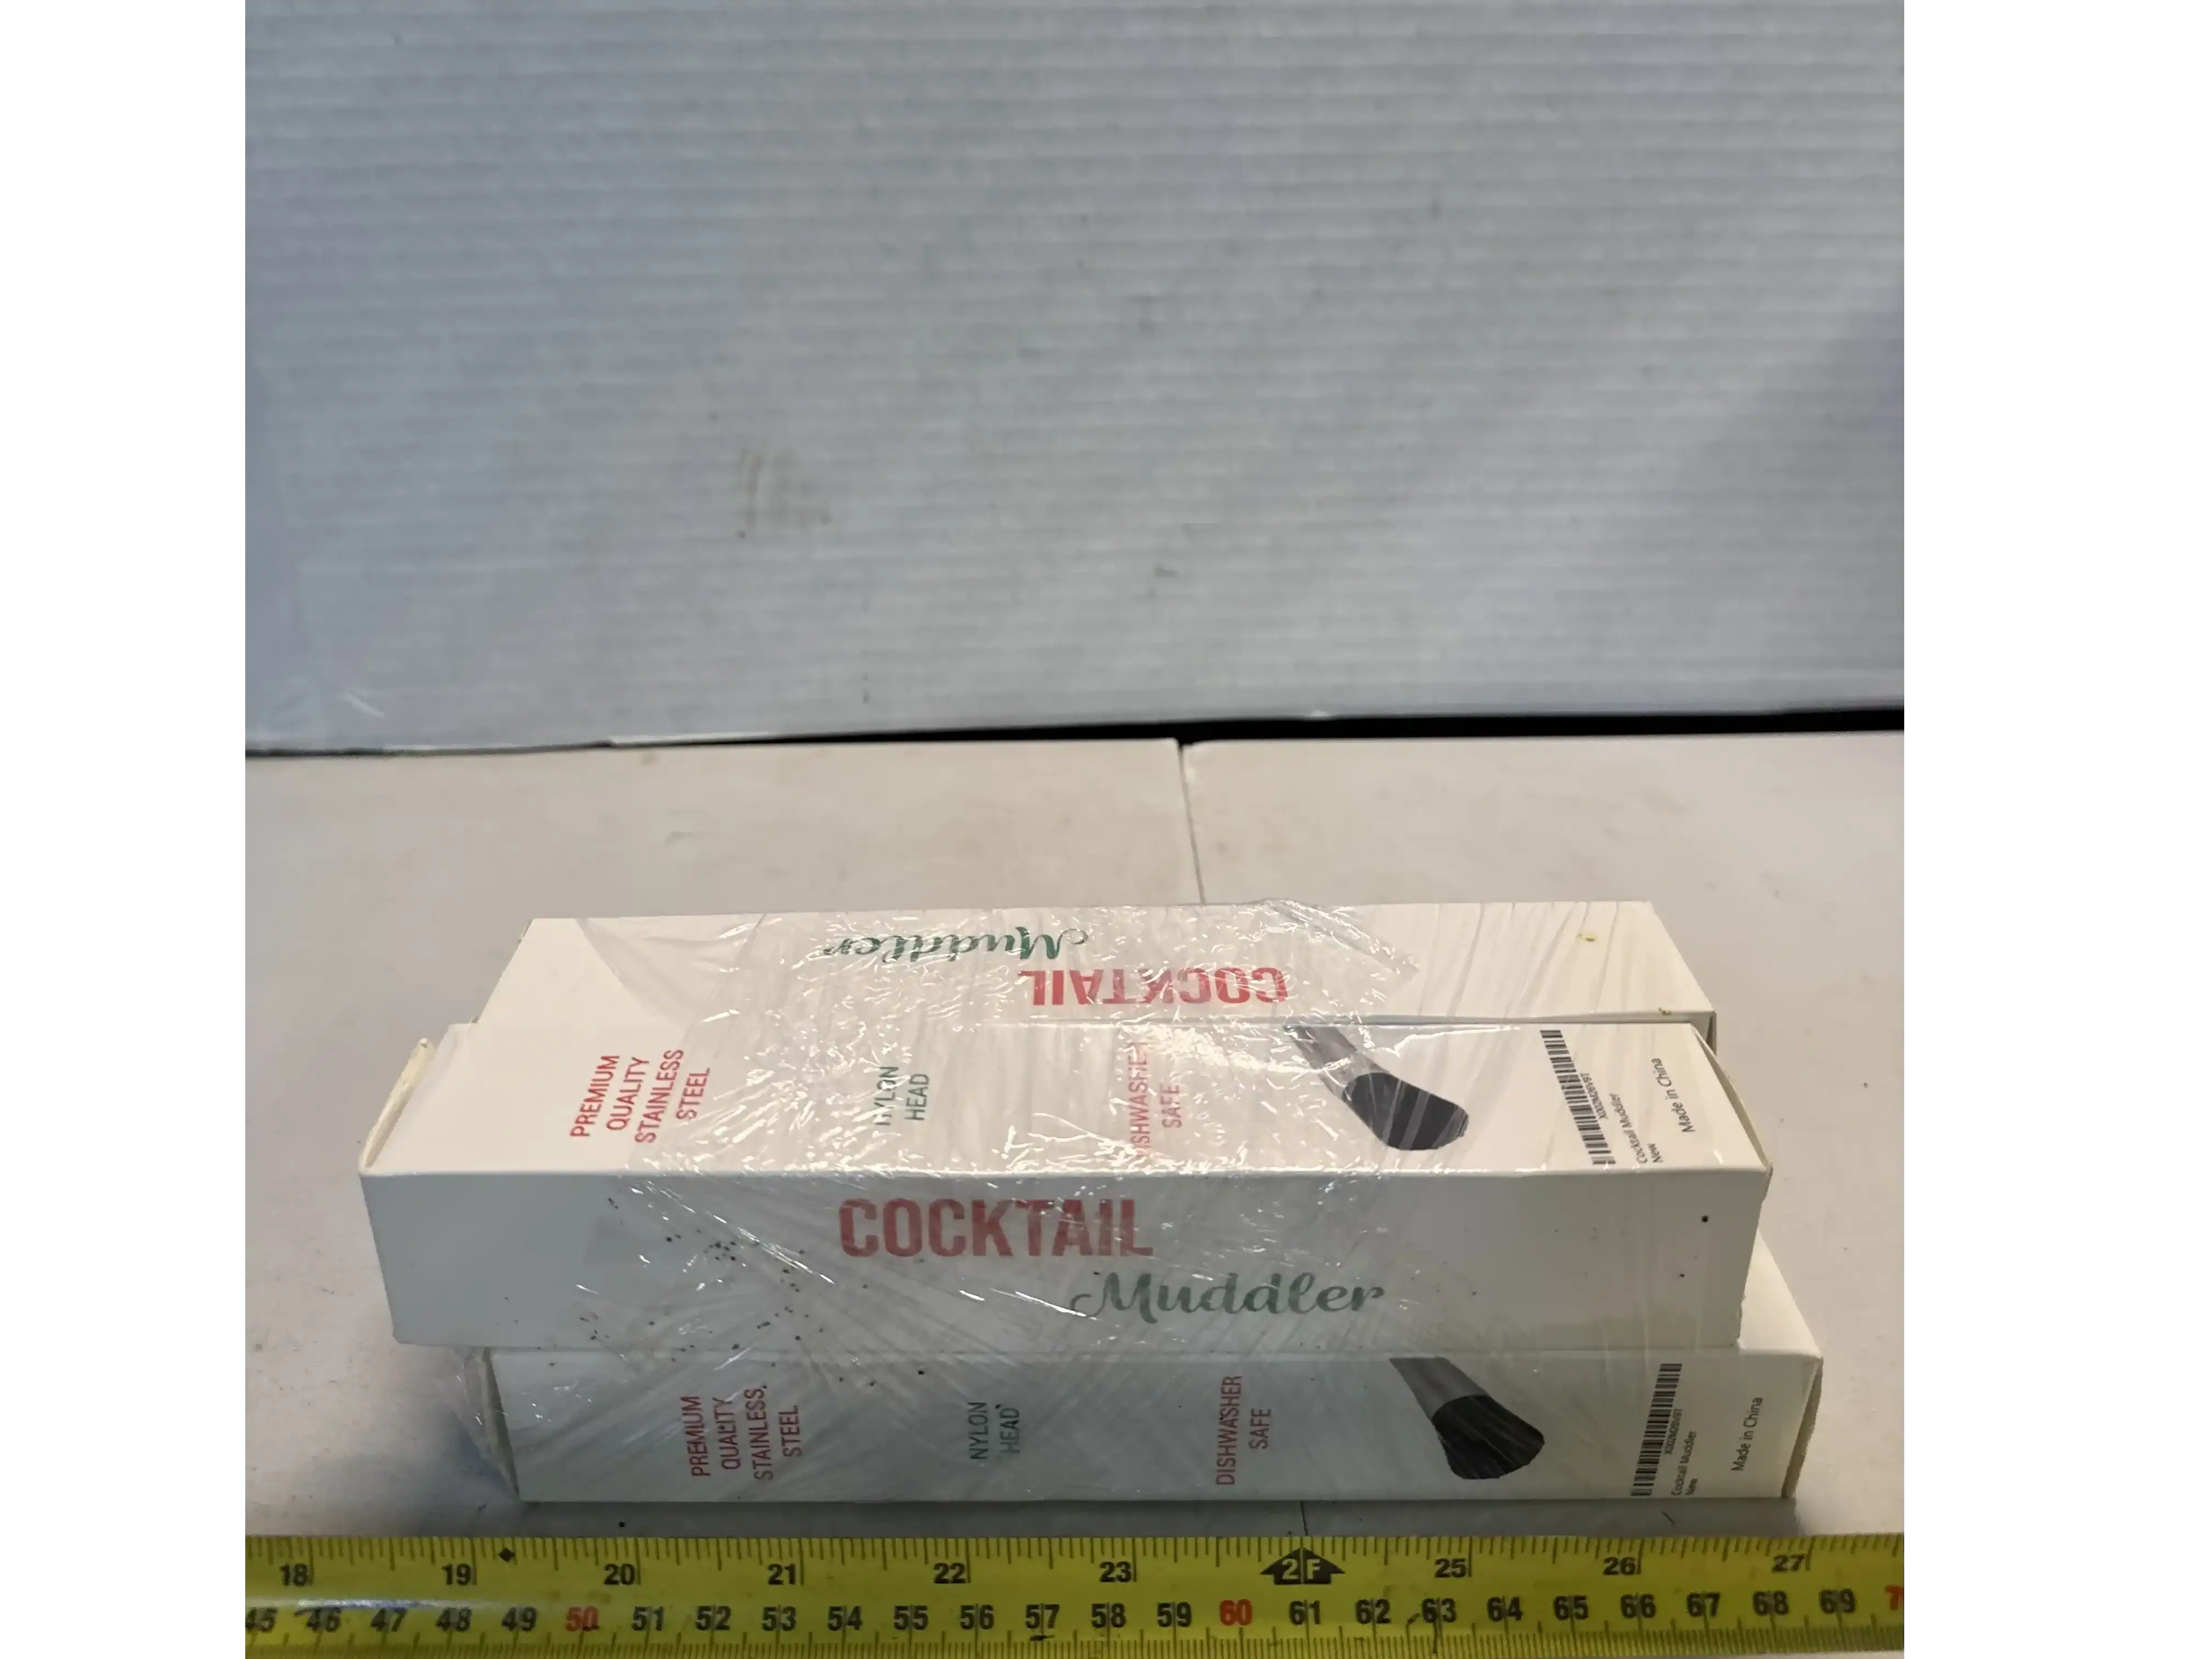 Muddler
COCKTAIL
PREMIUM
QUALITY
STAINLESS
STEEL
NYLON
HEAD
DISHWASHER
SAFE
Cocktail Muddler
New
Made in China
COCKTAIL
Muddler
PREMIUM
QUALITY
STAINLESS
STEEL
NYLON
HEAD
DISHWASHER
SAFE
Cocktail Muddler
New
Made in China
18 19 20 21 22 23 2F 25 26 27
45 46 47 48 49 50 51 52 53 54 55 56 57 58 59 60 61 62 63 64 65 66 67 68 69